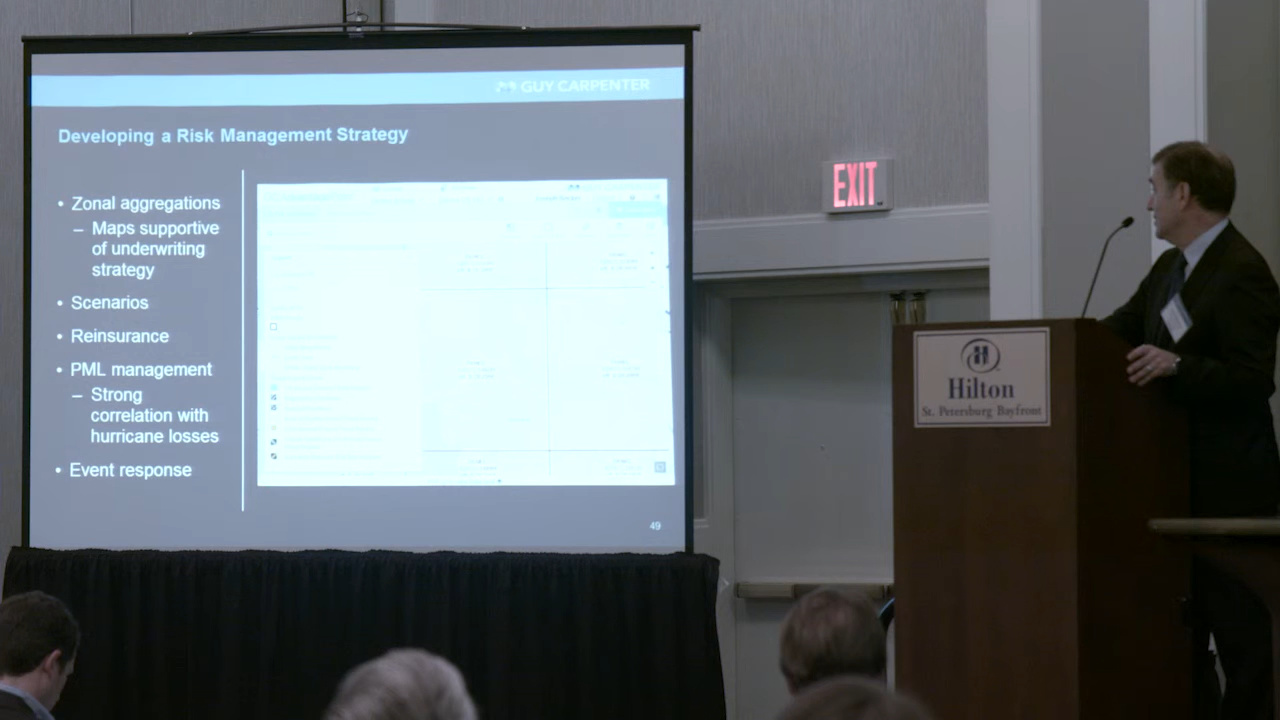 GUY CARPENTER
Developing a Risk Management Strategy
• Zonal aggregations
– Maps supportive
of underwriting
strategy
• Scenarios
• Reinsurance
• PML management
– Strong
correlation with
hurricane losses
• Event response
49
EXIT
Hilton
St. Petersburg Bayfront